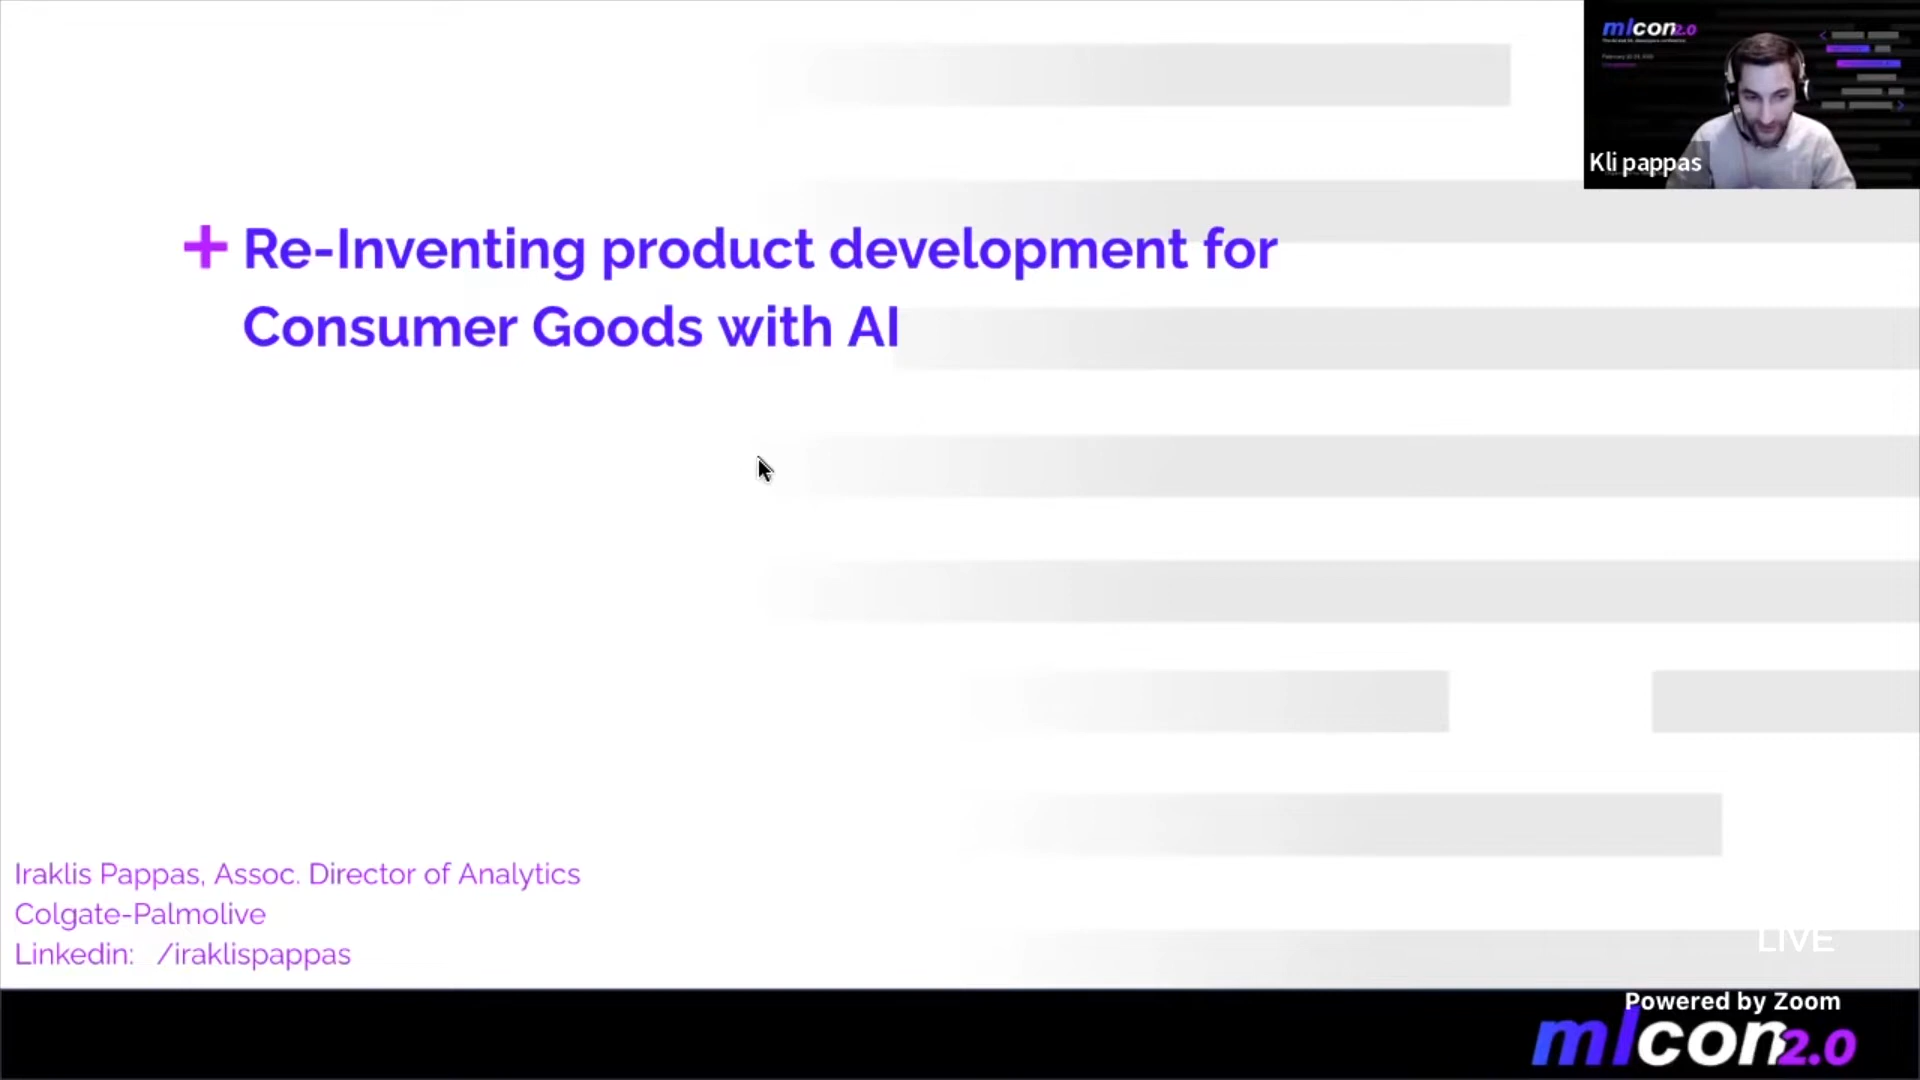 mlcon2.0
Kli pappas
+ Re-Inventing product development for
Consumer Goods with AI
Iraklis Pappas, Assoc. Director of Analytics
Colgate-Palmolive
Linkedin: /iraklispappas
LIVE
Powered by Zoom
mlcon2.0